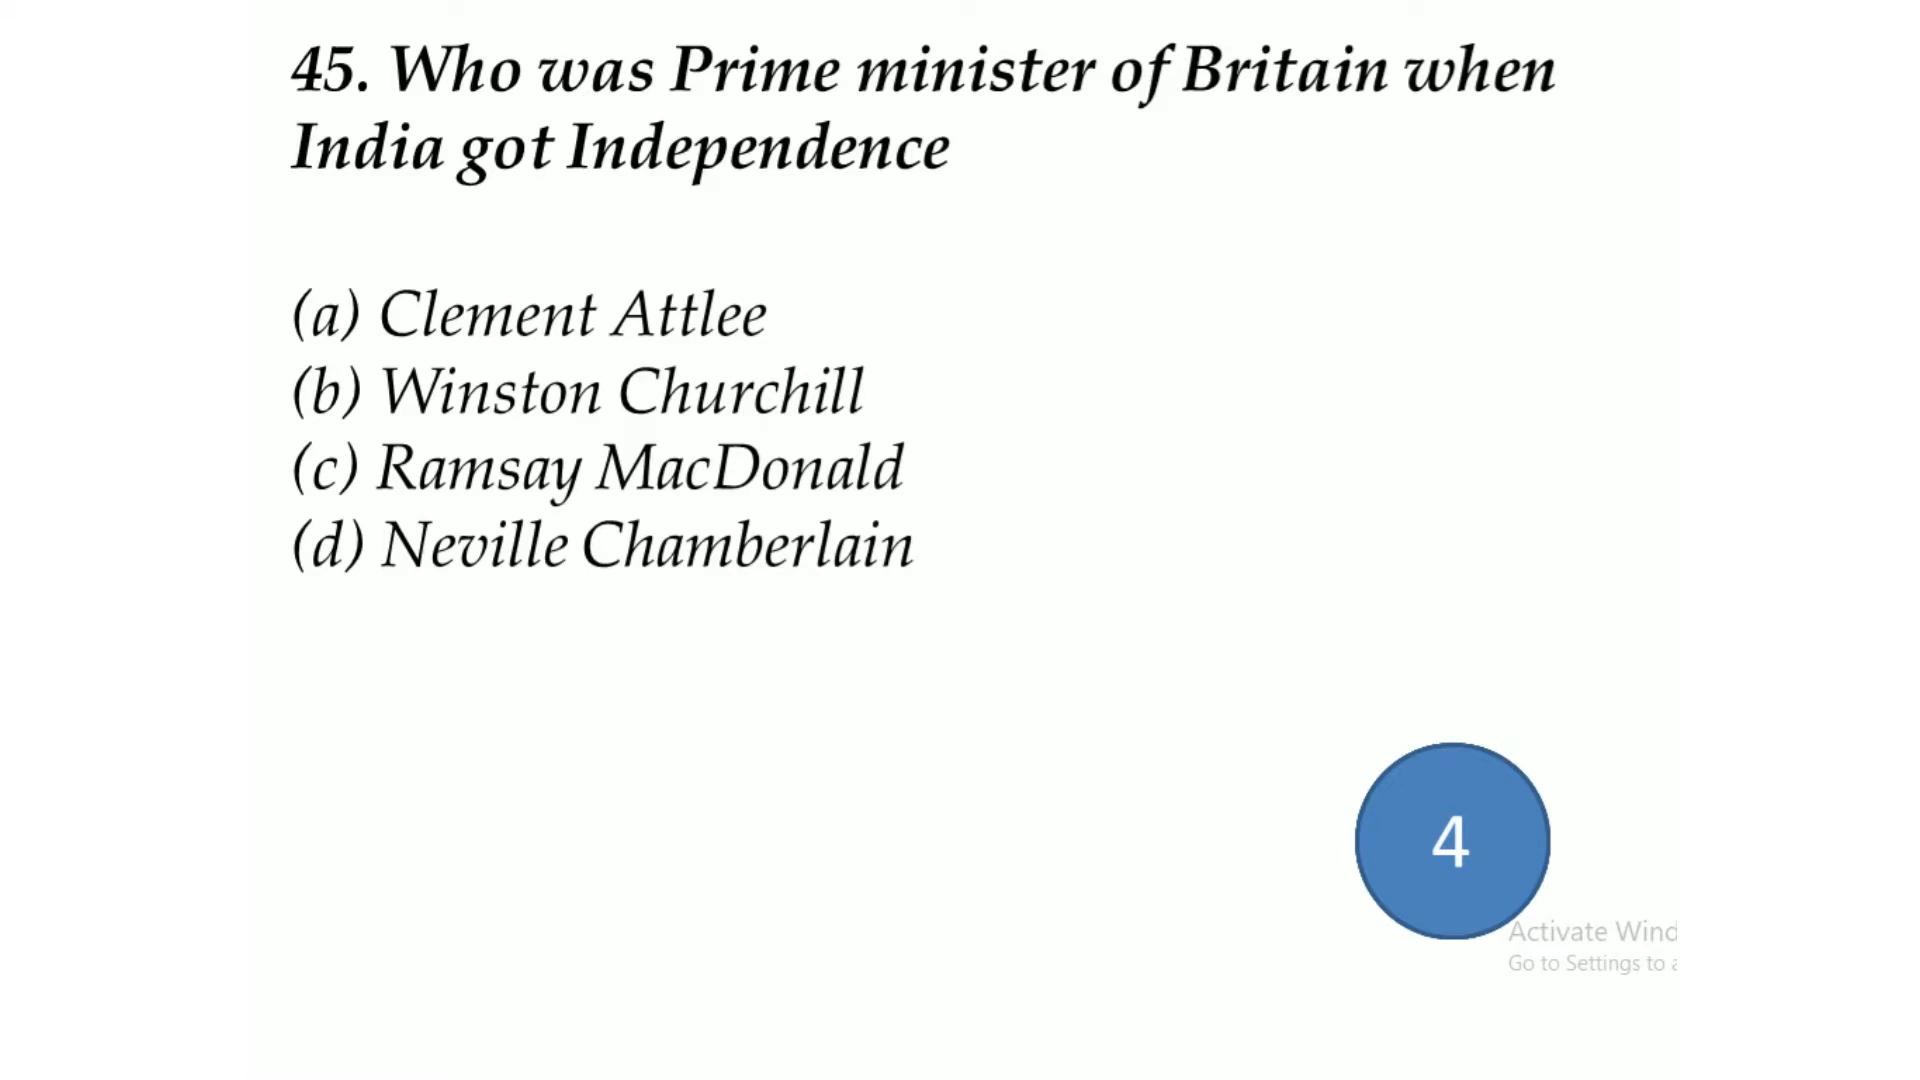 45. Who was Prime minister of Britain when
India got Independence
(a) Clement Attlee
(b) Winston Churchill
(c) Ramsay MacDonald
(d) Neville Chamberlain
4
Activate Wind
Go to Settings to a